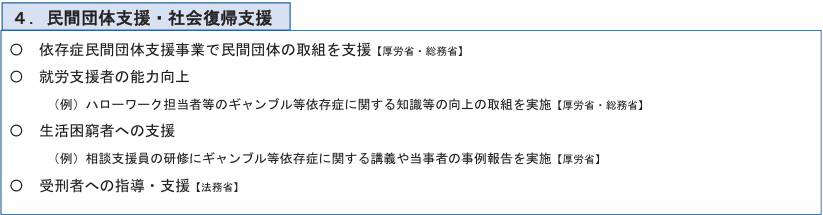 ４．民間団体支援・社会復帰支援
○ 依存症民間団体支援事業で民間団体の取組を支援【厚労省・総務省】
○ 就労支援者の能力向上
（例）ハローワーク担当者等のギャンブル等依存症に関する知識等の向上の取組を実施【厚労省・総務省】
○ 生活困窮者への支援
（例）相談支援員の研修にギャンブル等依存症に関する講義や当事者の事例報告を実施【厚労省】
○ 受刑者への指導・支援【法務省】